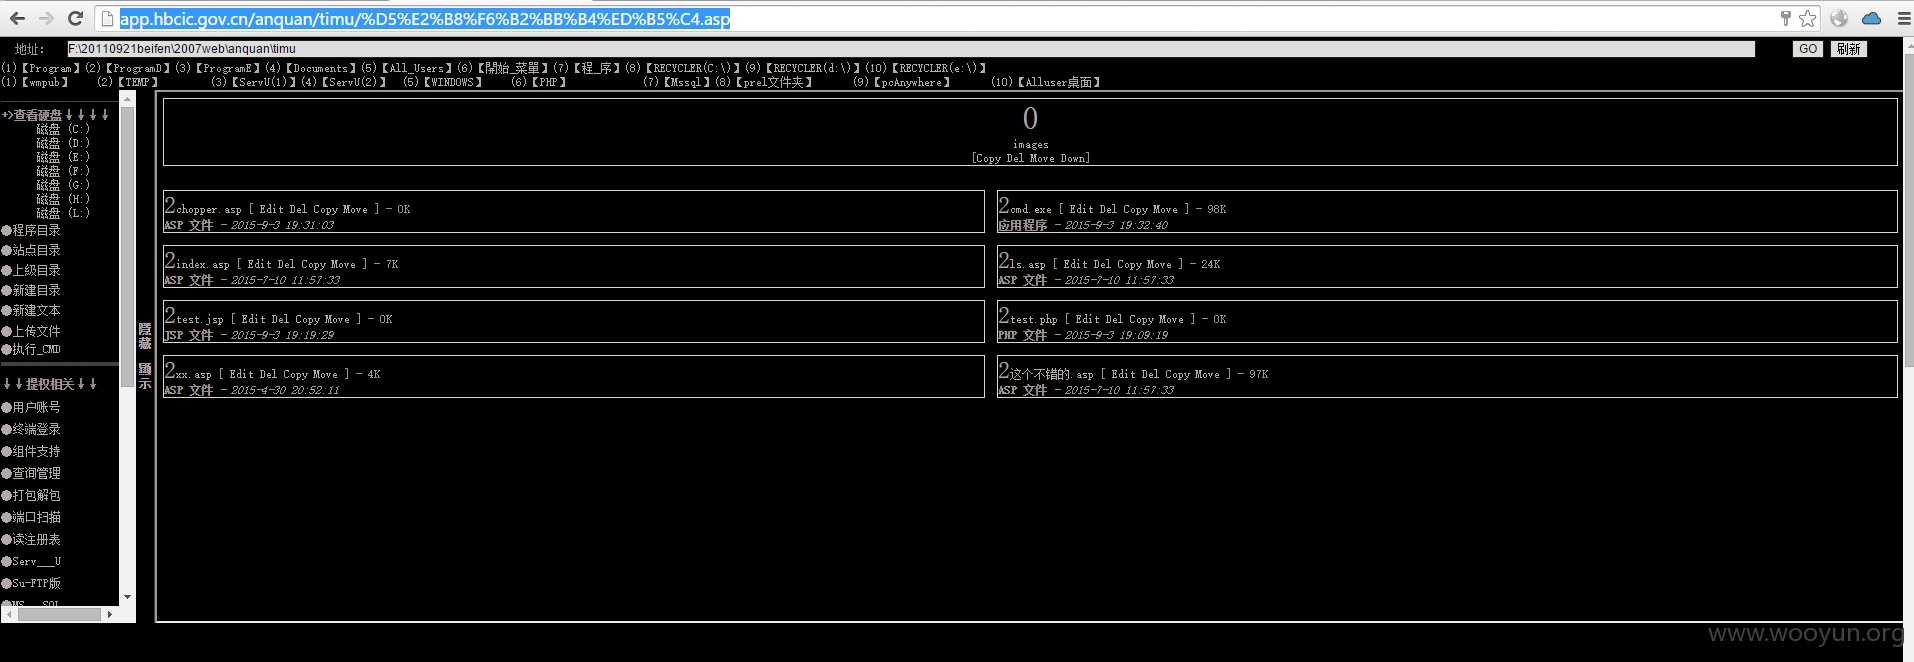 app.hbcic.gov.cn/anquan/timu/%D5%E2%B8%F6%B2%BB%B4%ED%B5%C4.asp
地址: F:\20110921beifen\2007web\anquan\timu GO 刷新
(1)【Program】(2)【ProgramD】(3)【ProgramE】(4)【Documents】(5)【All_Users】(6)【開始_菜單】(7)【程_序】(8)【RECYCLER(C:\)】(9)【RECYCLER(d:\)】(10)【RECYCLER(e:\)】
(1)【wmpub】 (2)【TEMP】 (3)【ServU(1)】(4)【ServU(2)】 (5)【WINDOWS】 (6)【PHP】 (7)【Mssql】(8)【prel文件夹】 (9)【pcAnywhere】 (10)【Alluser桌面】
+>查看硬盘↓↓↓↓
磁盘 (C:)
磁盘 (D:)
磁盘 (E:)
磁盘 (F:)
磁盘 (G:)
磁盘 (H:)
磁盘 (L:)
●程序目录
●站点目录
●上级目录
●新建目录
●新建文本
●上传文件
●执行_CMD
↓↓提权相关↓↓
●用户账号
●终端登录
●组件支持
●查询管理
●打包解包
●端口扫描
●读注册表
●Serv__U
●Su-FTP版
●MS__SQL
隐藏
显示
0
images
[Copy Del Move Down]
2chopper.asp [ Edit Del Copy Move ] - 0K
ASP 文件 - 2015-9-3 19:31:03
2cmd.exe [ Edit Del Copy Move ] - 98K
应用程序 - 2015-9-3 19:32:40
2index.asp [ Edit Del Copy Move ] - 7K
ASP 文件 - 2015-7-10 11:57:33
2ls.asp [ Edit Del Copy Move ] - 24K
ASP 文件 - 2015-7-10 11:57:33
2test.jsp [ Edit Del Copy Move ] - 0K
JSP 文件 - 2015-9-3 19:19:29
2test.php [ Edit Del Copy Move ] - 0K
PHP 文件 - 2015-9-3 19:09:19
2xx.asp [ Edit Del Copy Move ] - 4K
ASP 文件 - 2015-4-30 20:52:11
2这个不错的.asp [ Edit Del Copy Move ] - 97K
ASP 文件 - 2015-7-10 11:57:33
www.wooyun.org